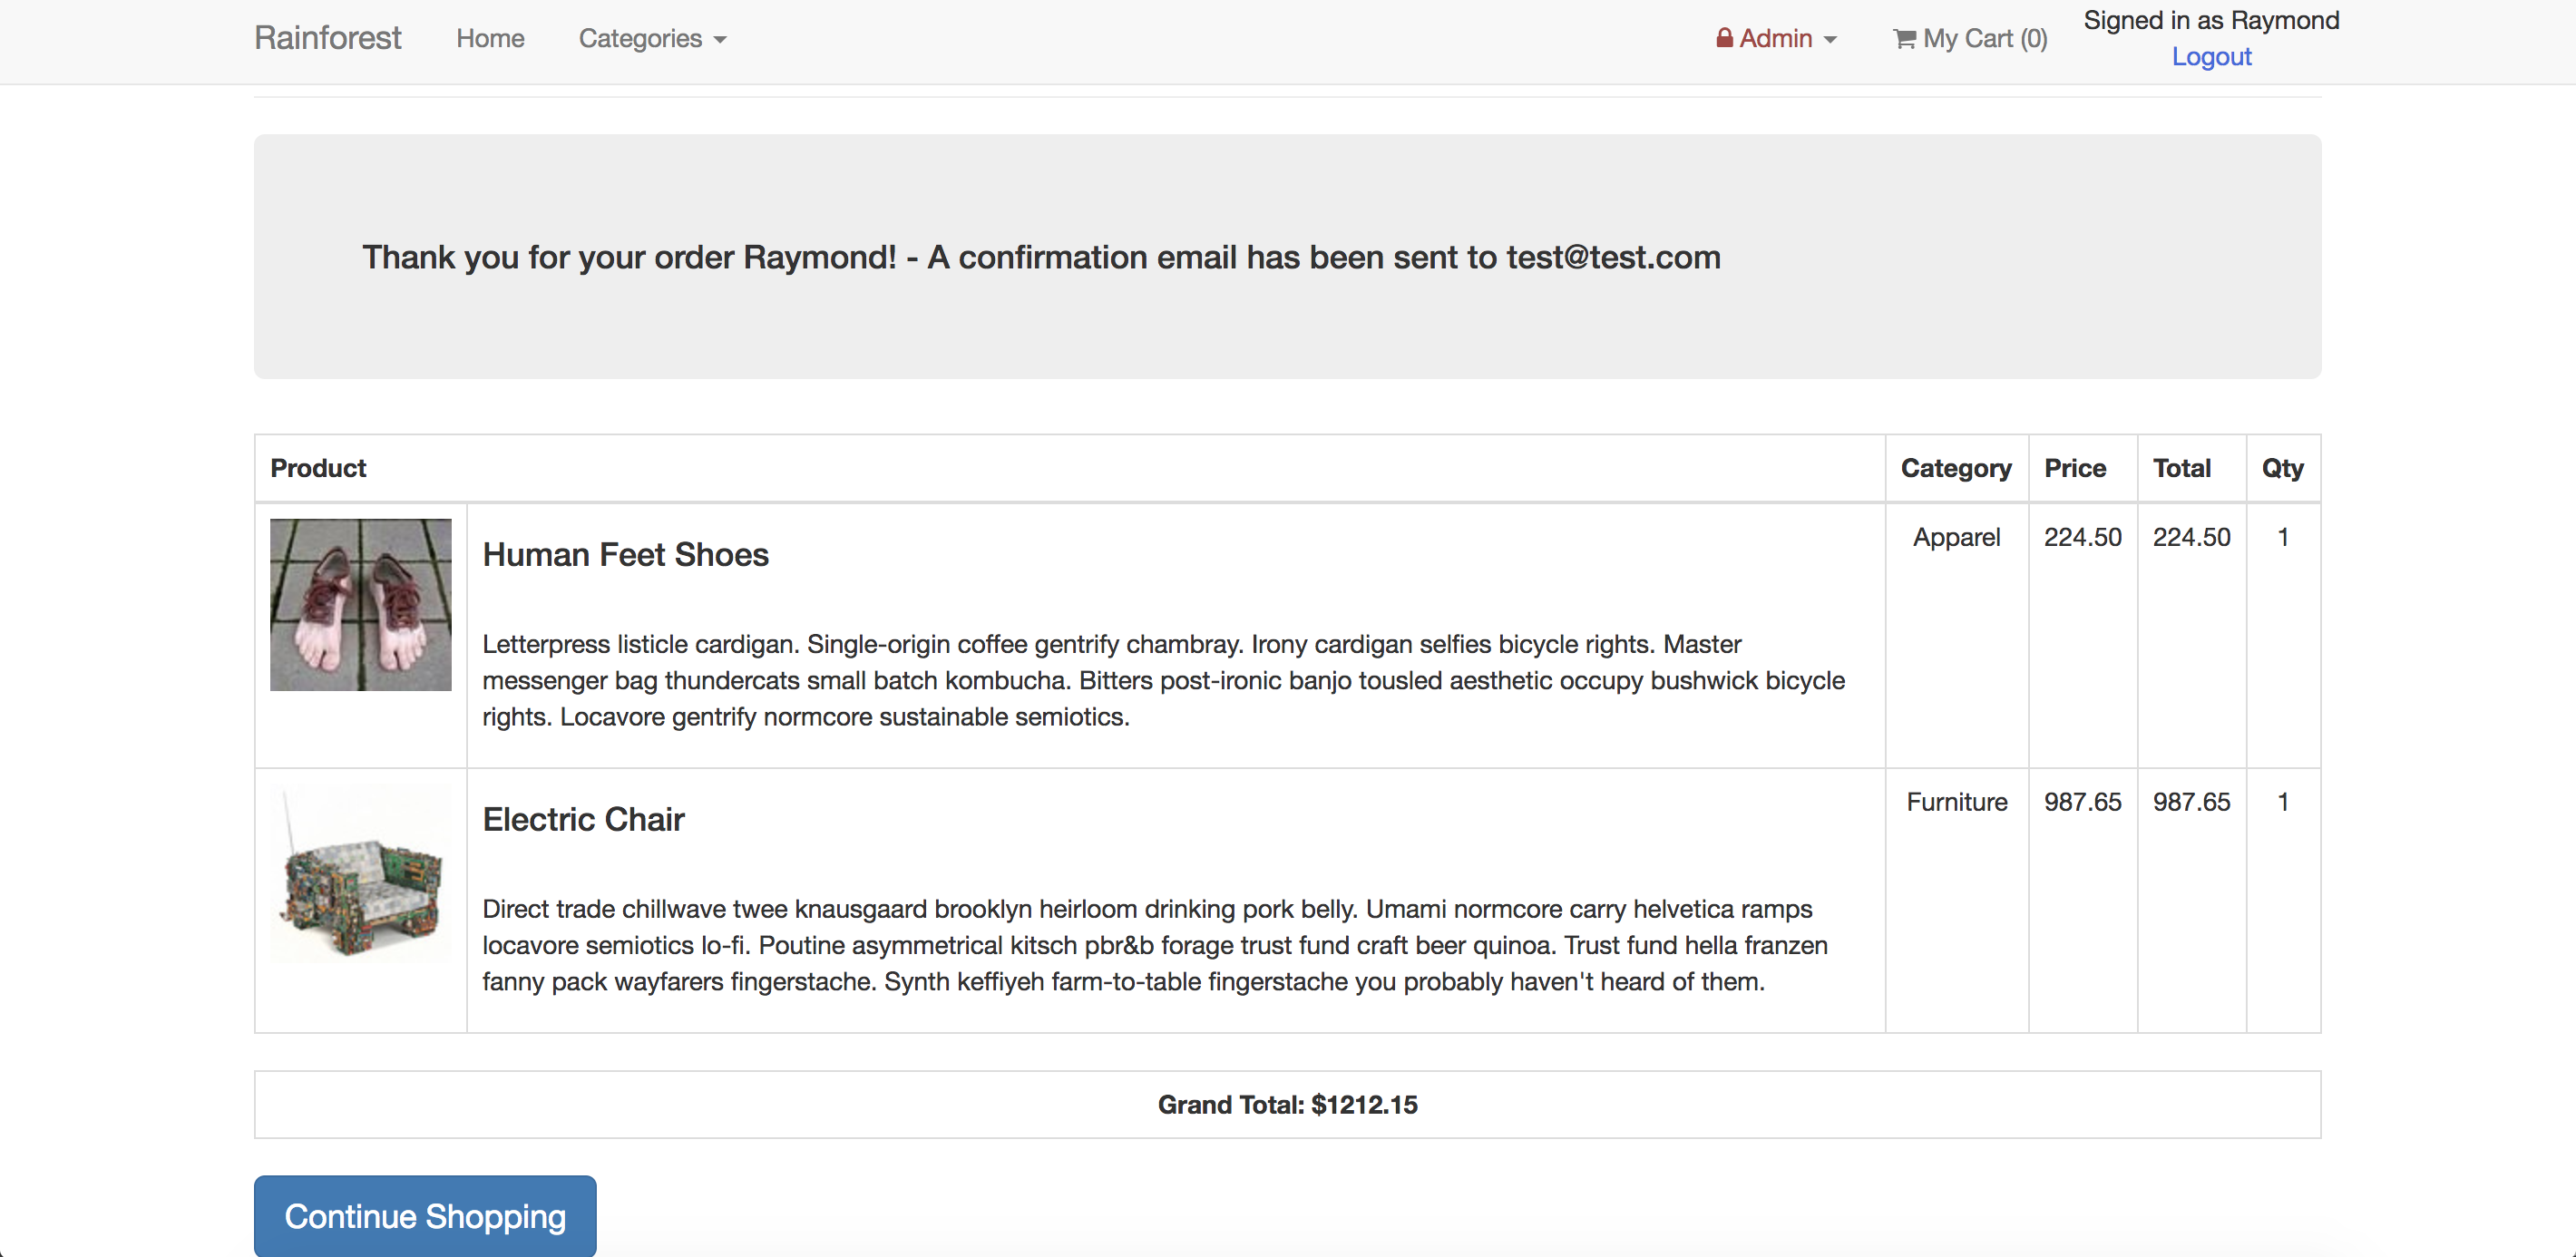 Rainforest Home Categories Admin My Cart (0) Signed in as Raymond
Logout
Thank you for your order Raymond! - A confirmation email has been sent to test@test.com
Product Category Price Total Qty
Human Feet Shoes Apparel 224.50 224.50 1
Letterpress listicle cardigan. Single-origin coffee gentrify chambray. Irony cardigan selfies bicycle rights. Master
messenger bag thundercats small batch kombucha. Bitters post-ironic banjo tousled aesthetic occupy bushwick bicycle
rights. Locavore gentrify normcore sustainable semiotics.
Electric Chair Furniture 987.65 987.65 1
Direct trade chillwave twee knausgaard brooklyn heirloom drinking pork belly. Umami normcore carry helvetica ramps
locavore semiotics lo-fi. Poutine asymmetrical kitsch pbr&b forage trust fund craft beer quinoa. Trust fund hella franzen
fanny pack wayfarers fingerstache. Synth keffiyeh farm-to-table fingerstache you probably haven't heard of them.
Grand Total: $1212.15
Continue Shopping